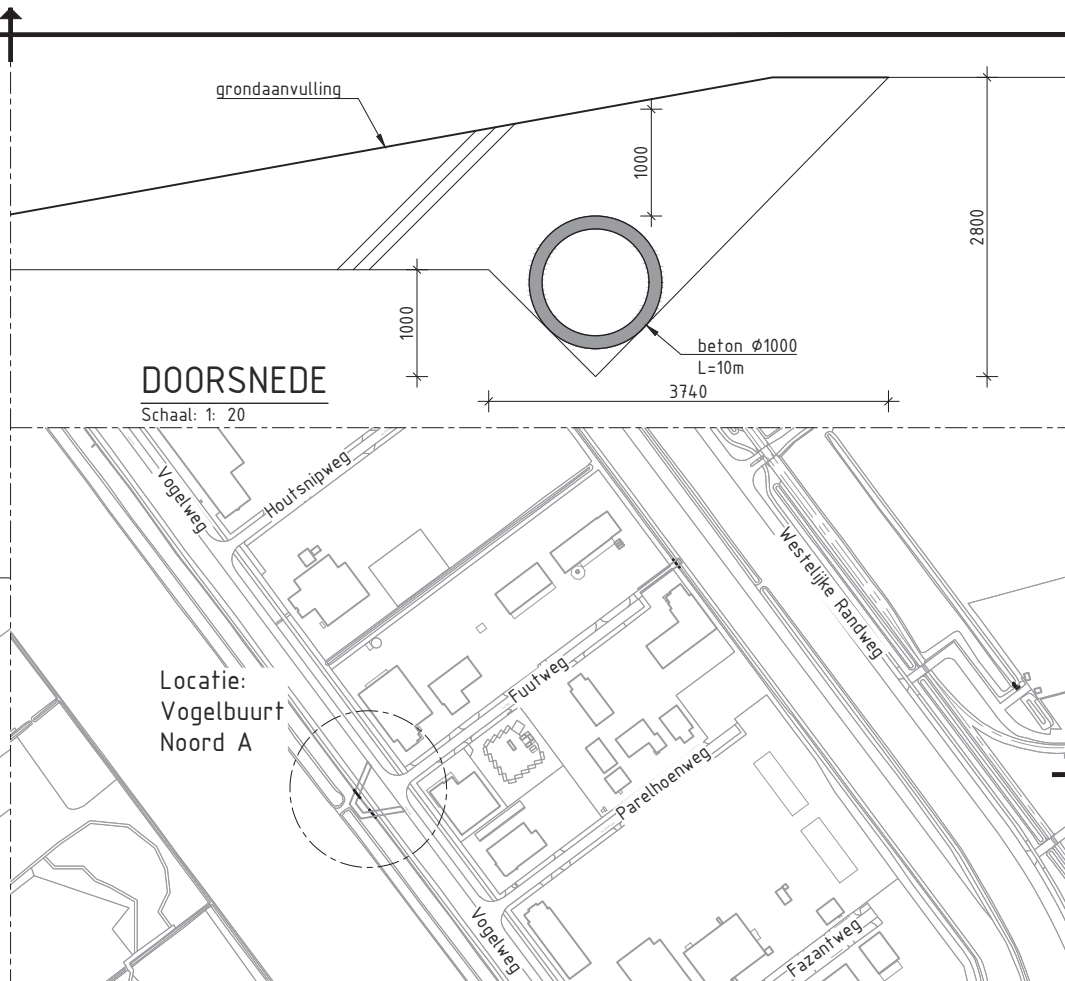 grondaanvulling
1000
2800
1000
beton Ø1000
L=10m
3740
DOORSNEDE
Schaal: 1: 20
Vogelweg
Houtsnipweg
Westelijke Randweg
Locatie:
Vogelbuurt
Noord A
Fuutweg
Parelhoenweg
Vogelweg
Fazantweg